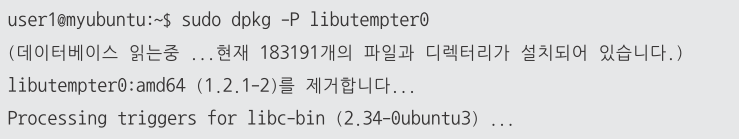 user1@myubuntu:~$ sudo dpkg -P libutempter0
(데이터베이스 읽는중 ...현재 183191개의 파일과 디렉터리가 설치되어 있습니다.)
libutempter0:amd64 (1.2.1-2)를 제거합니다...
Processing triggers for libc-bin (2.34-0ubuntu3) ...